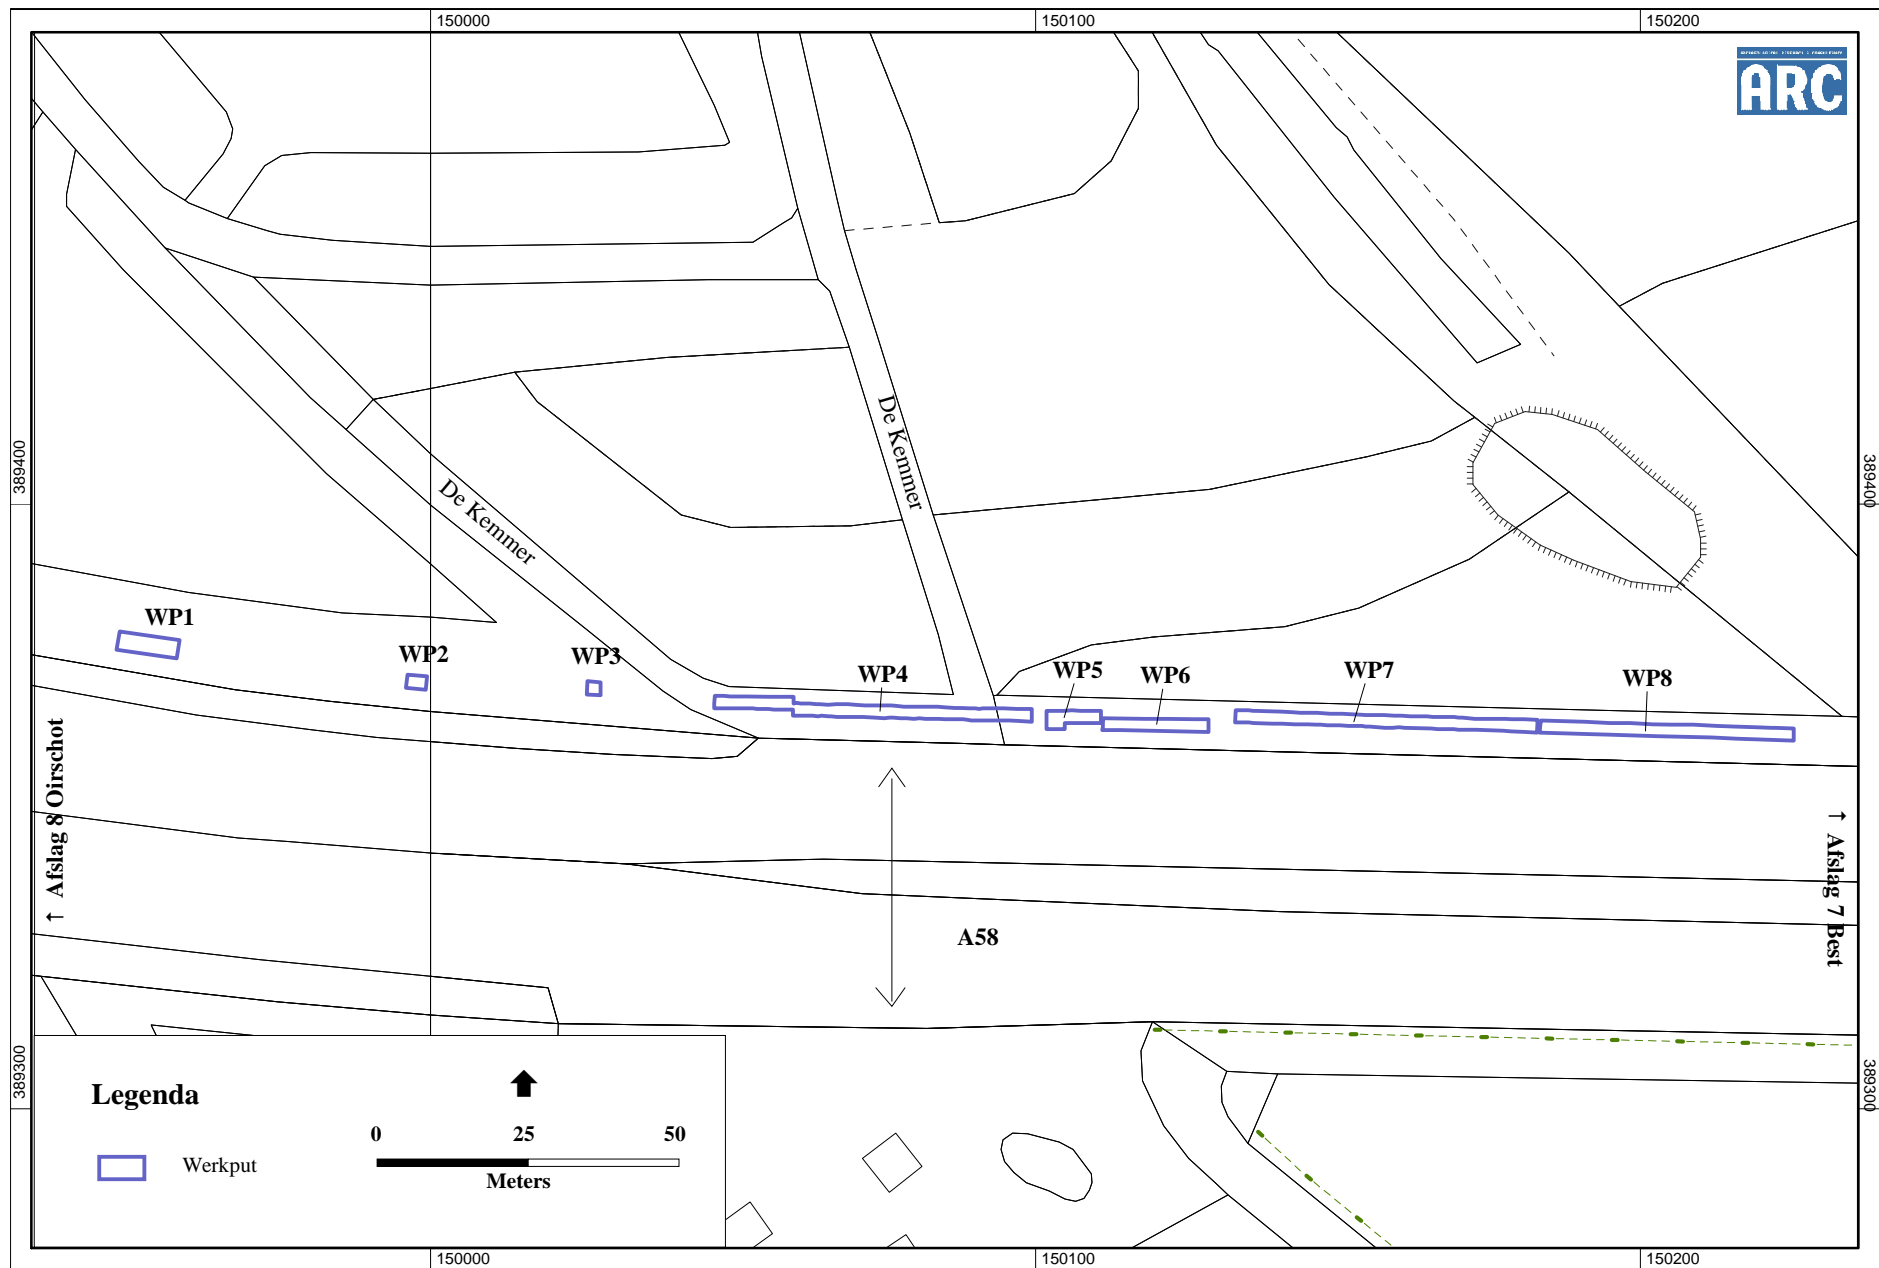 150000
150100
150200
ARC
389400
389400
De Kemmer
De Kemmer
WP1
WP2
WP3
WP4
WP5
WP6
WP7
WP8
↑ Afslag 8 Oirschot
↑ Afslag 7 Best
A58
389300
389300
Legenda
0 25 50
Werkput
Meters
150000
150100
150200